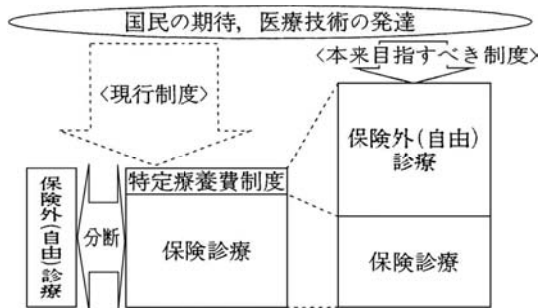 国民の期待，医療技術の発達
〈現行制度〉
〈本来目指すべき制度〉
保険外(自由)診療
分断
特定療養費制度
保険診療
保険外(自由)
診療
保険診療